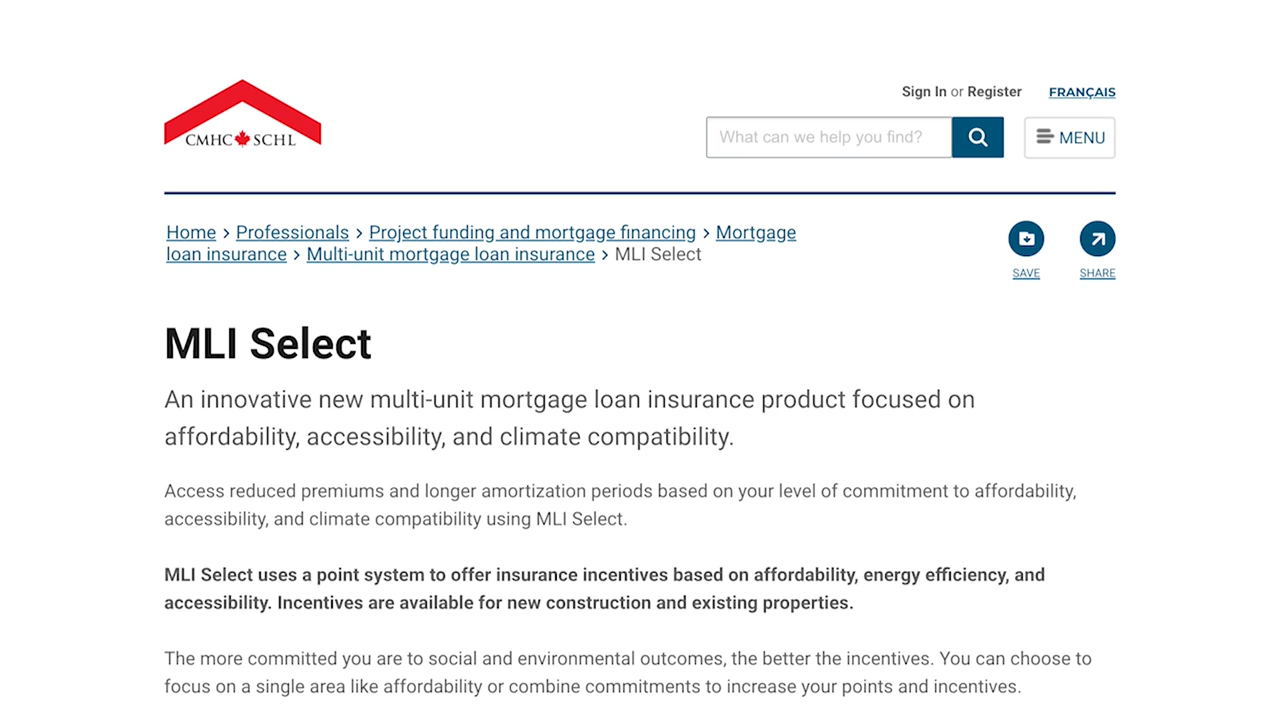 CMHC SCHL
Sign In or Register
FRANÇAIS
What can we help you find?
MENU
Home > Professionals > Project funding and mortgage financing > Mortgage
loan insurance > Multi-unit mortgage loan insurance > MLI Select
SAVE
SHARE
MLI Select
An innovative new multi-unit mortgage loan insurance product focused on
affordability, accessibility, and climate compatibility.
Access reduced premiums and longer amortization periods based on your level of commitment to affordability,
accessibility, and climate compatibility using MLI Select.
MLI Select uses a point system to offer insurance incentives based on affordability, energy efficiency, and
accessibility. Incentives are available for new construction and existing properties.
The more committed you are to social and environmental outcomes, the better the incentives. You can choose to
focus on a single area like affordability or combine commitments to increase your points and incentives.